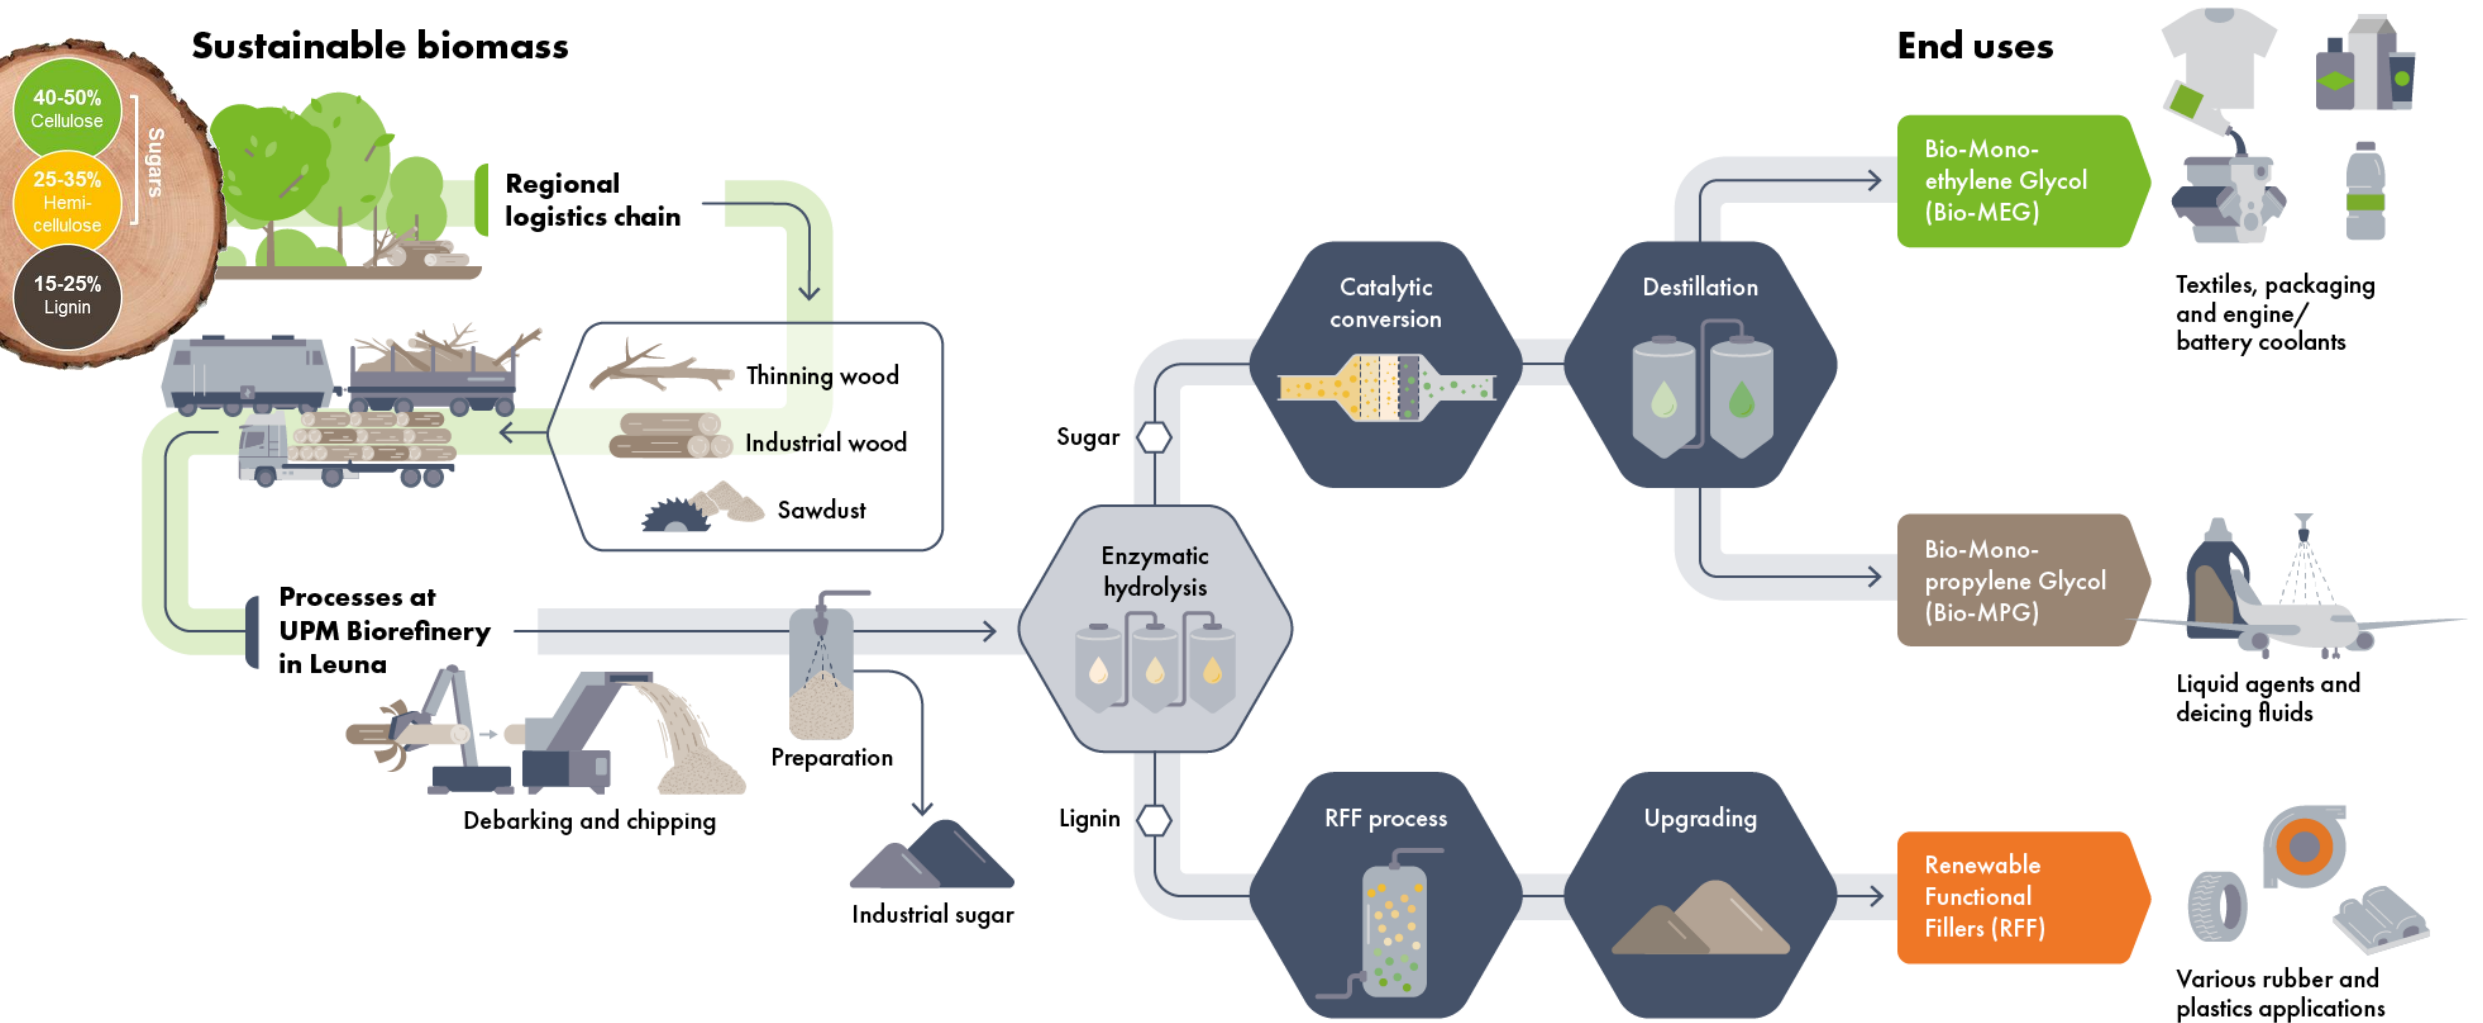 Sustainable biomass
40-50%
Cellulose
25-35%
Hemi-
cellulose
15-25%
Lignin
Sugars
Regional
logistics chain
Thinning wood
Industrial wood
Sawdust
Processes at
UPM Biorefinery
in Leuna
Debarking and chipping
Preparation
Industrial sugar
Enzymatic
hydrolysis
Sugar
Lignin
Catalytic
conversion
Destillation
RFF process
Upgrading
End uses
Bio-Mono-
ethylene Glycol
(Bio-MEG)
Textiles, packaging
and engine/
battery coolants
Bio-Mono-
propylene Glycol
(Bio-MPG)
Liquid agents and
deicing fluids
Renewable
Functional
Fillers (RFF)
Various rubber and
plastics applications